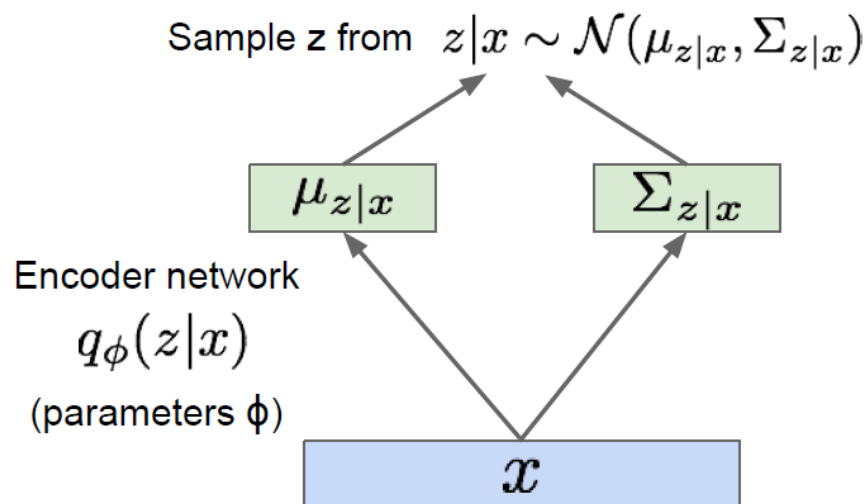 Sample z from z|x ∼ 𝒩(μ_{z|x}, Σ_{z|x})
μ_{z|x} Σ_{z|x}
Encoder network
q_ϕ(z|x)
(parameters ϕ)
x